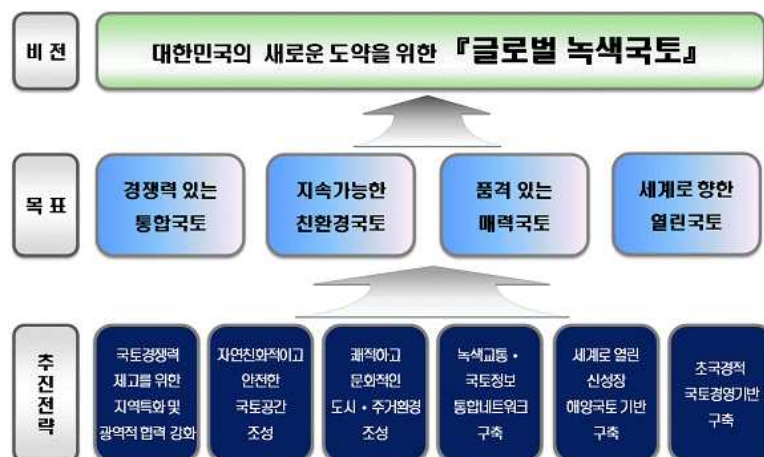 비 전
대한민국의 새로운 도약을 위한 『글로벌 녹색국토』
목 표
경쟁력 있는
통합국토
지속가능한
친환경국토
품격 있는
매력국토
세계로 향한
열린국토
추진전략
국토경쟁력
제고를 위한
지역특화 및
광역적 협력 강화
자연친화적이고
안전한
국토공간
조성
쾌적하고
문화적인
도시・주거환경
조성
녹색교통・
국토정보
통합네트워크
구축
세계로 열린
신성장
해양국토 기반
구축
초국경적
국토경영기반
구축